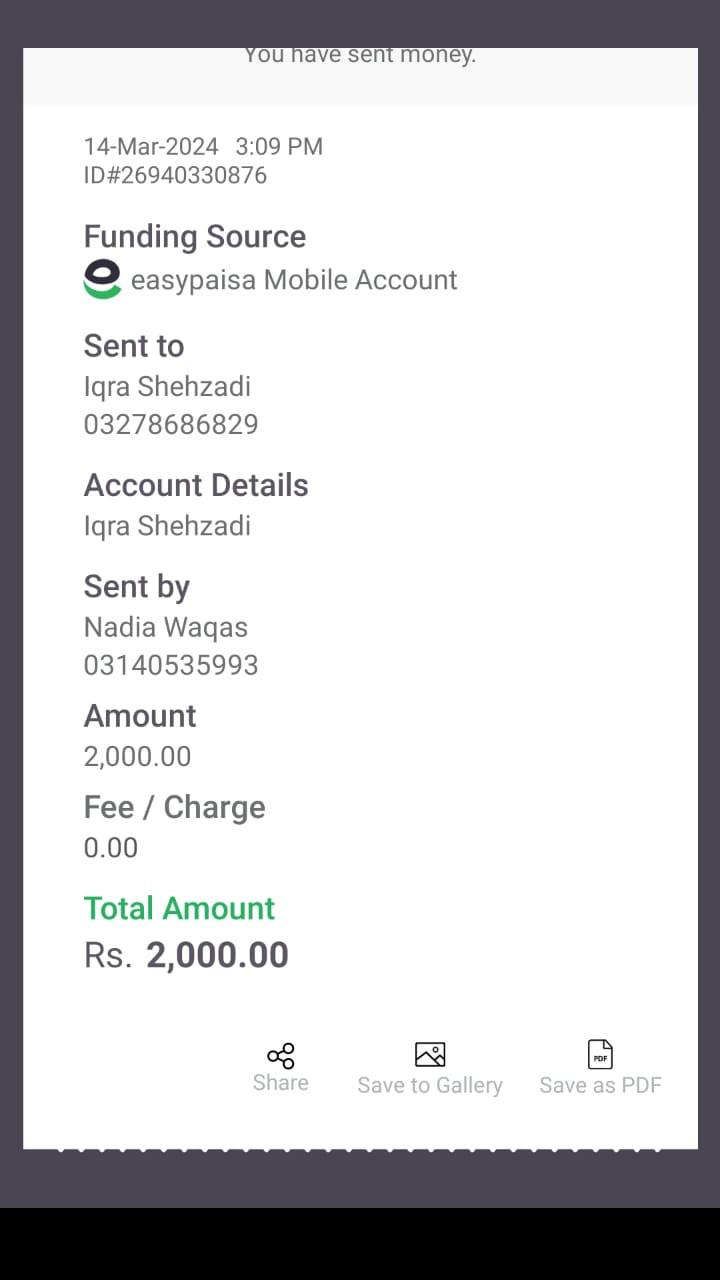 You have sent money.
14-Mar-2024 3:09 PM
ID#26940330876
Funding Source
easypaisa Mobile Account
Sent to
Iqra Shehzadi
03278686829
Account Details
Iqra Shehzadi
Sent by
Nadia Waqas
03140535993
Amount
2,000.00
Fee / Charge
0.00
Total Amount
Rs. 2,000.00
PDF
Share Save to Gallery Save as PDF